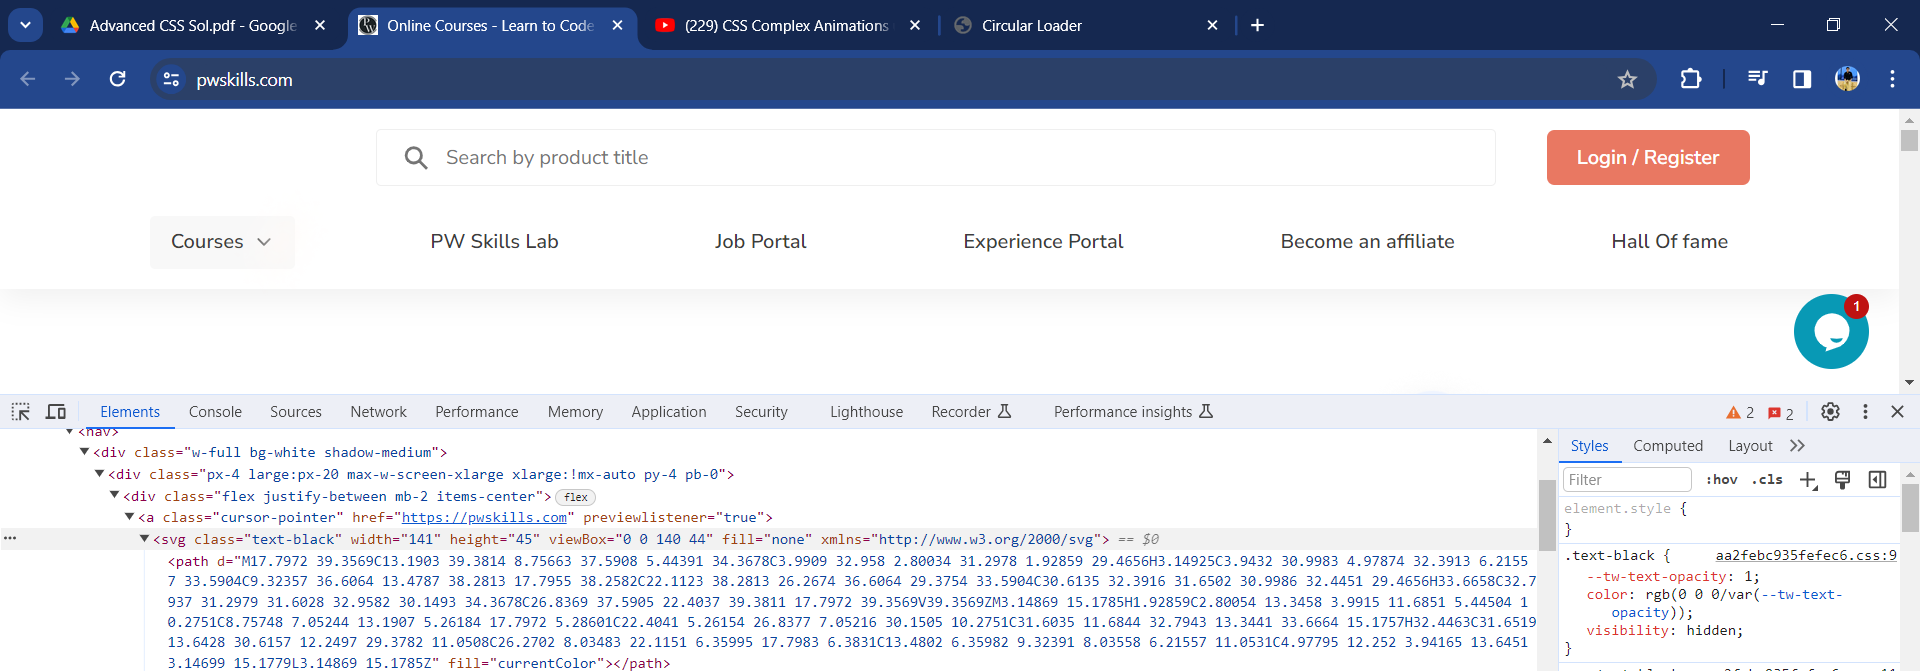 Advanced CSS Sol.pdf - Google
Online Courses - Learn to Code
(229) CSS Complex Animations
Circular Loader
pwskills.com
Search by product title
Login / Register
Courses
PW Skills Lab
Job Portal
Experience Portal
Become an affiliate
Hall Of fame
1
Elements Console Sources Network Performance Memory Application Security Lighthouse Recorder Performance insights 2 2
<nav>
<div class="w-full bg-white shadow-medium">
<div class="px-4 large:px-20 max-w-screen-xlarge xlarge:!mx-auto py-4 pb-0">
<div class="flex justify-between mb-2 items-center"> flex
<a class="cursor-pointer" href="https://pwskills.com" previewlistener="true">
<svg class="text-black" width="141" height="45" viewBox="0 0 140 44" fill="none" xmlns="http://www.w3.org/2000/svg"> == $0
<path d="M17.7972 39.3569C13.1903 39.3814 8.75663 37.5908 5.44391 34.3678C3.9909 32.958 2.80034 31.2978 1.92859 29.4656H3.14925C3.9432 30.9983 4.97874 32.3913 6.2155
7 33.5904C9.32357 36.6064 13.4787 38.2813 17.7955 38.2582C22.1123 38.2813 26.2674 36.6064 29.3754 33.5904C30.6135 32.3916 31.6502 30.9986 32.4451 29.4656H33.6658C32.7
937 31.2979 31.6028 32.9582 30.1493 34.3678C26.8369 37.5905 22.4037 39.3811 17.7972 39.3569V39.3569ZM3.14869 15.1785H1.92859C2.80054 13.3458 3.9915 11.6851 5.44504 1
0.2751C8.75748 7.05244 13.1907 5.26184 17.7972 5.28601C22.4041 5.26154 26.8377 7.05216 30.1505 10.2751C31.6035 11.6844 32.7943 13.3441 33.6664 15.1757H32.4463C31.6519
13.6428 30.6157 12.2497 29.3782 11.0508C26.2702 8.03483 22.1151 6.35995 17.7983 6.3831C13.4802 6.35982 9.32391 8.03558 6.21557 11.0531C4.97795 12.252 3.94165 13.6451
3.14699 15.1779L3.14869 15.1785Z" fill="currentColor"></path>
Styles Computed Layout
Filter :hov .cls
element.style {
}
.text-black { aa2febc935fefec6.css:9
--tw-text-opacity: 1;
color: rgb(0 0 0/var(--tw-text-
opacity));
visibility: hidden;
}